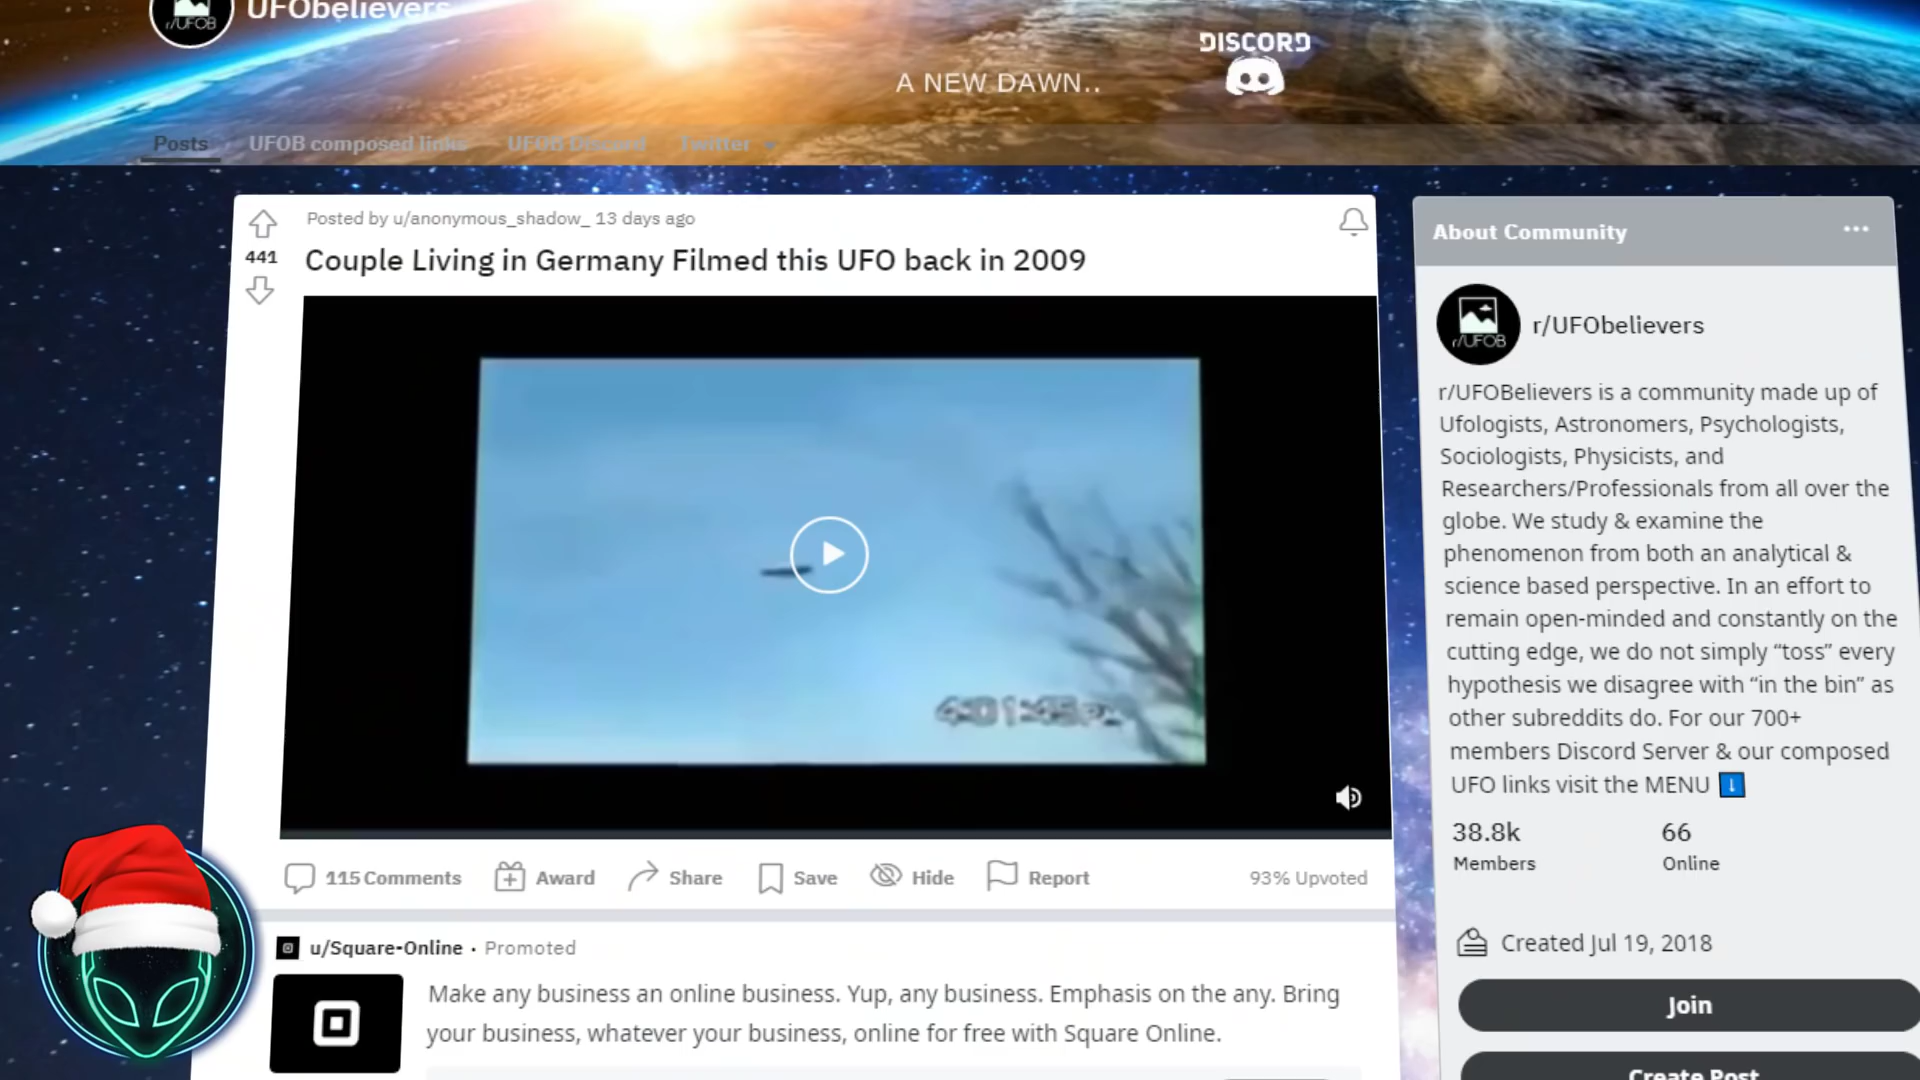 r/UFOB
UFObelievers
DISCORD
A NEW DAWN..
Posts
UFOB composed links
UFOB Discord
Twitter
Posted by u/anonymous_shadow_ 13 days ago
441
Couple Living in Germany Filmed this UFO back in 2009
115 Comments
Award
Share
Save
Hide
Report
93% Upvoted
u/Square-Online · Promoted
Make any business an online business. Yup, any business. Emphasis on the any. Bring
your business, whatever your business, online for free with Square Online.
About Community
r/UFOB
r/UFObelievers
r/UFOBelievers is a community made up of
Ufologists, Astronomers, Psychologists,
Sociologists, Physicists, and
Researchers/Professionals from all over the
globe. We study & examine the
phenomenon from both an analytical &
science based perspective. In an effort to
remain open-minded and constantly on the
cutting edge, we do not simply “toss” every
hypothesis we disagree with “in the bin” as
other subreddits do. For our 700+
members Discord Server & our composed
UFO links visit the MENU
38.8k
Members
66
Online
Created Jul 19, 2018
Join
Create Post